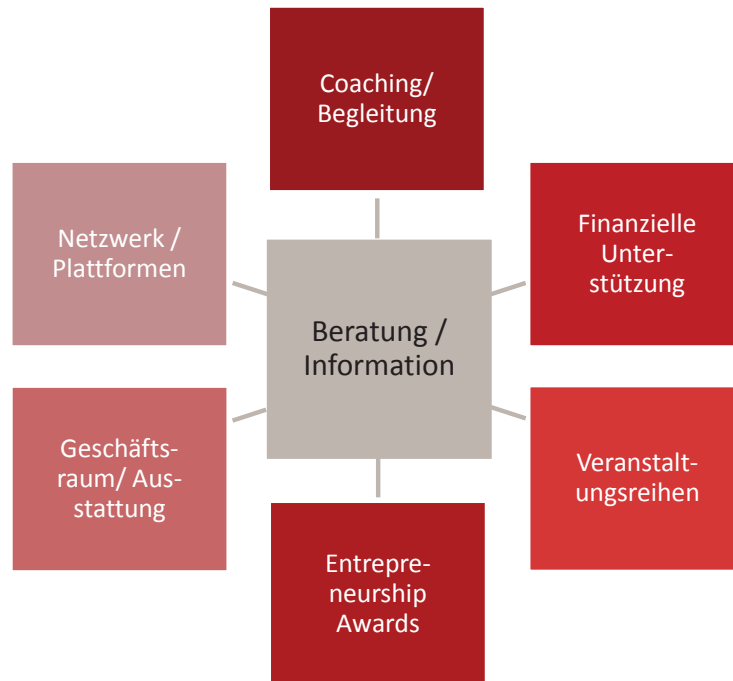 Coaching/
Begleitung
Netzwerk /
Plattformen
Finanzielle
Unter-
stützung
Beratung /
Information
Geschäfts-
raum/ Aus-
stattung
Veranstalt-
ungsreihen
Entrepre-
neurship
Awards